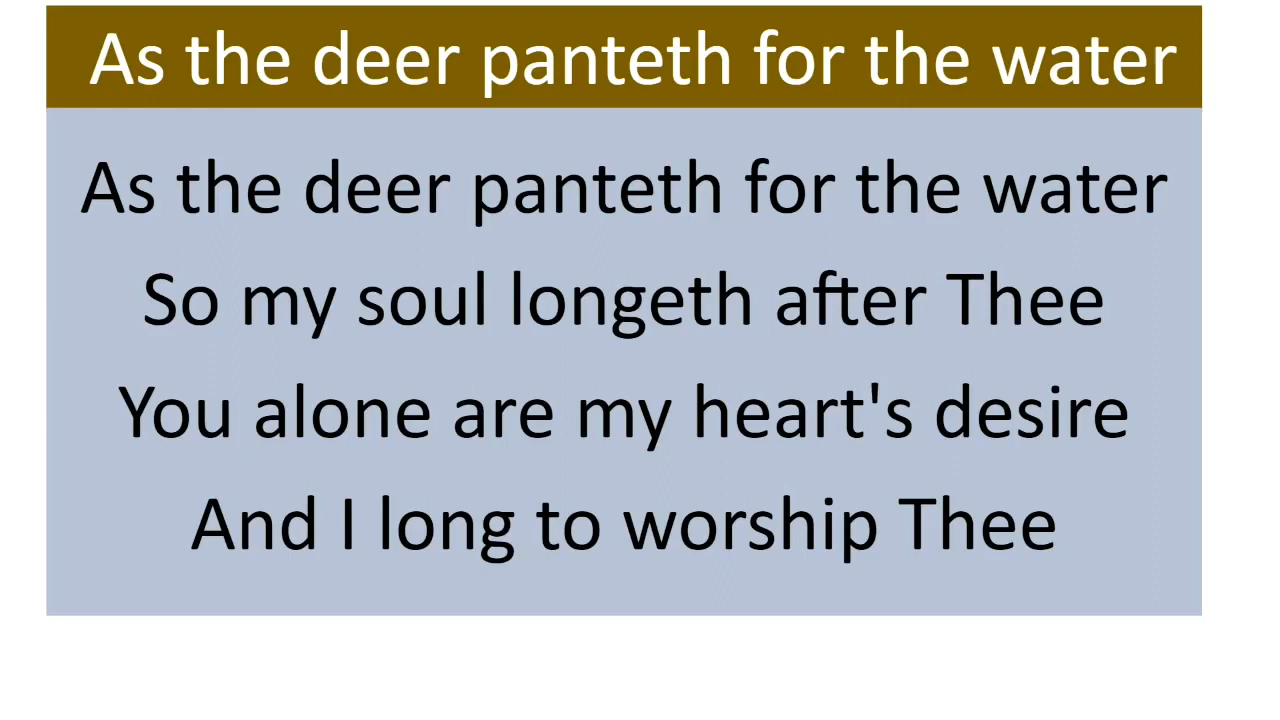 As the deer panteth for the water
As the deer panteth for the water
So my soul longeth after Thee
You alone are my heart's desire
And I long to worship Thee